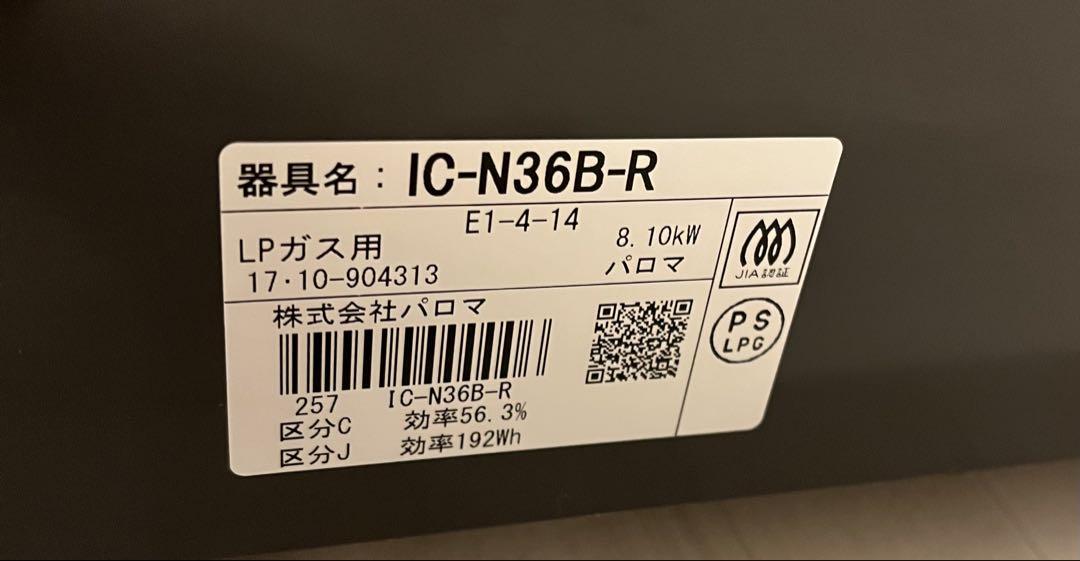 器具名：IC-N36B-R
E1-4-14
LPガス用
8.10kW
17・10-904313
パロマ
JIA認証
株式会社パロマ
257 IC-N36B-R
区分C 効率56.3%
区分J 効率192Wh
PS
LPG